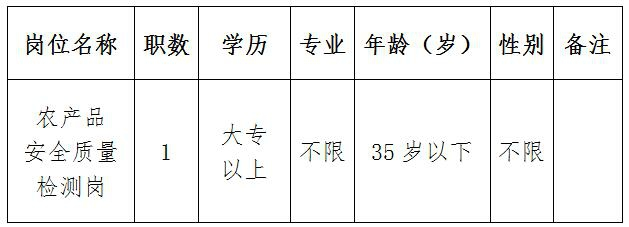 岗位名称 职数 学历 专业 年龄（岁） 性别 备注
农产品
安全质量
检测岗
1
大专
以上
不限
35岁以下
不限